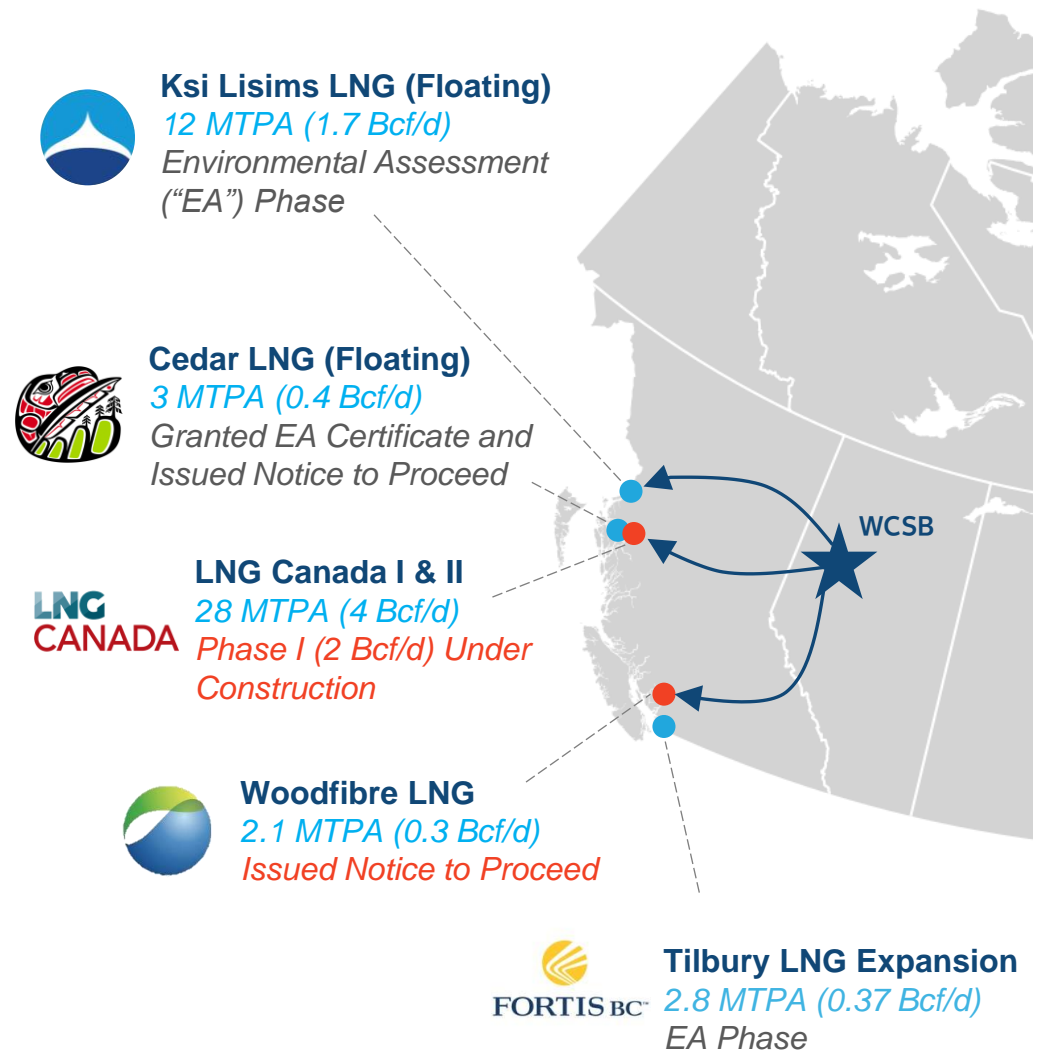 Ksi Lisims LNG (Floating)
12 MTPA (1.7 Bcf/d)
Environmental Assessment
(“EA”) Phase
Cedar LNG (Floating)
3 MTPA (0.4 Bcf/d)
Granted EA Certificate and
Issued Notice to Proceed
WCSB
LNG
CANADA
LNG Canada I & II
28 MTPA (4 Bcf/d)
Phase I (2 Bcf/d) Under
Construction
Woodfibre LNG
2.1 MTPA (0.3 Bcf/d)
Issued Notice to Proceed
FORTIS BC™
Tilbury LNG Expansion
2.8 MTPA (0.37 Bcf/d)
EA Phase